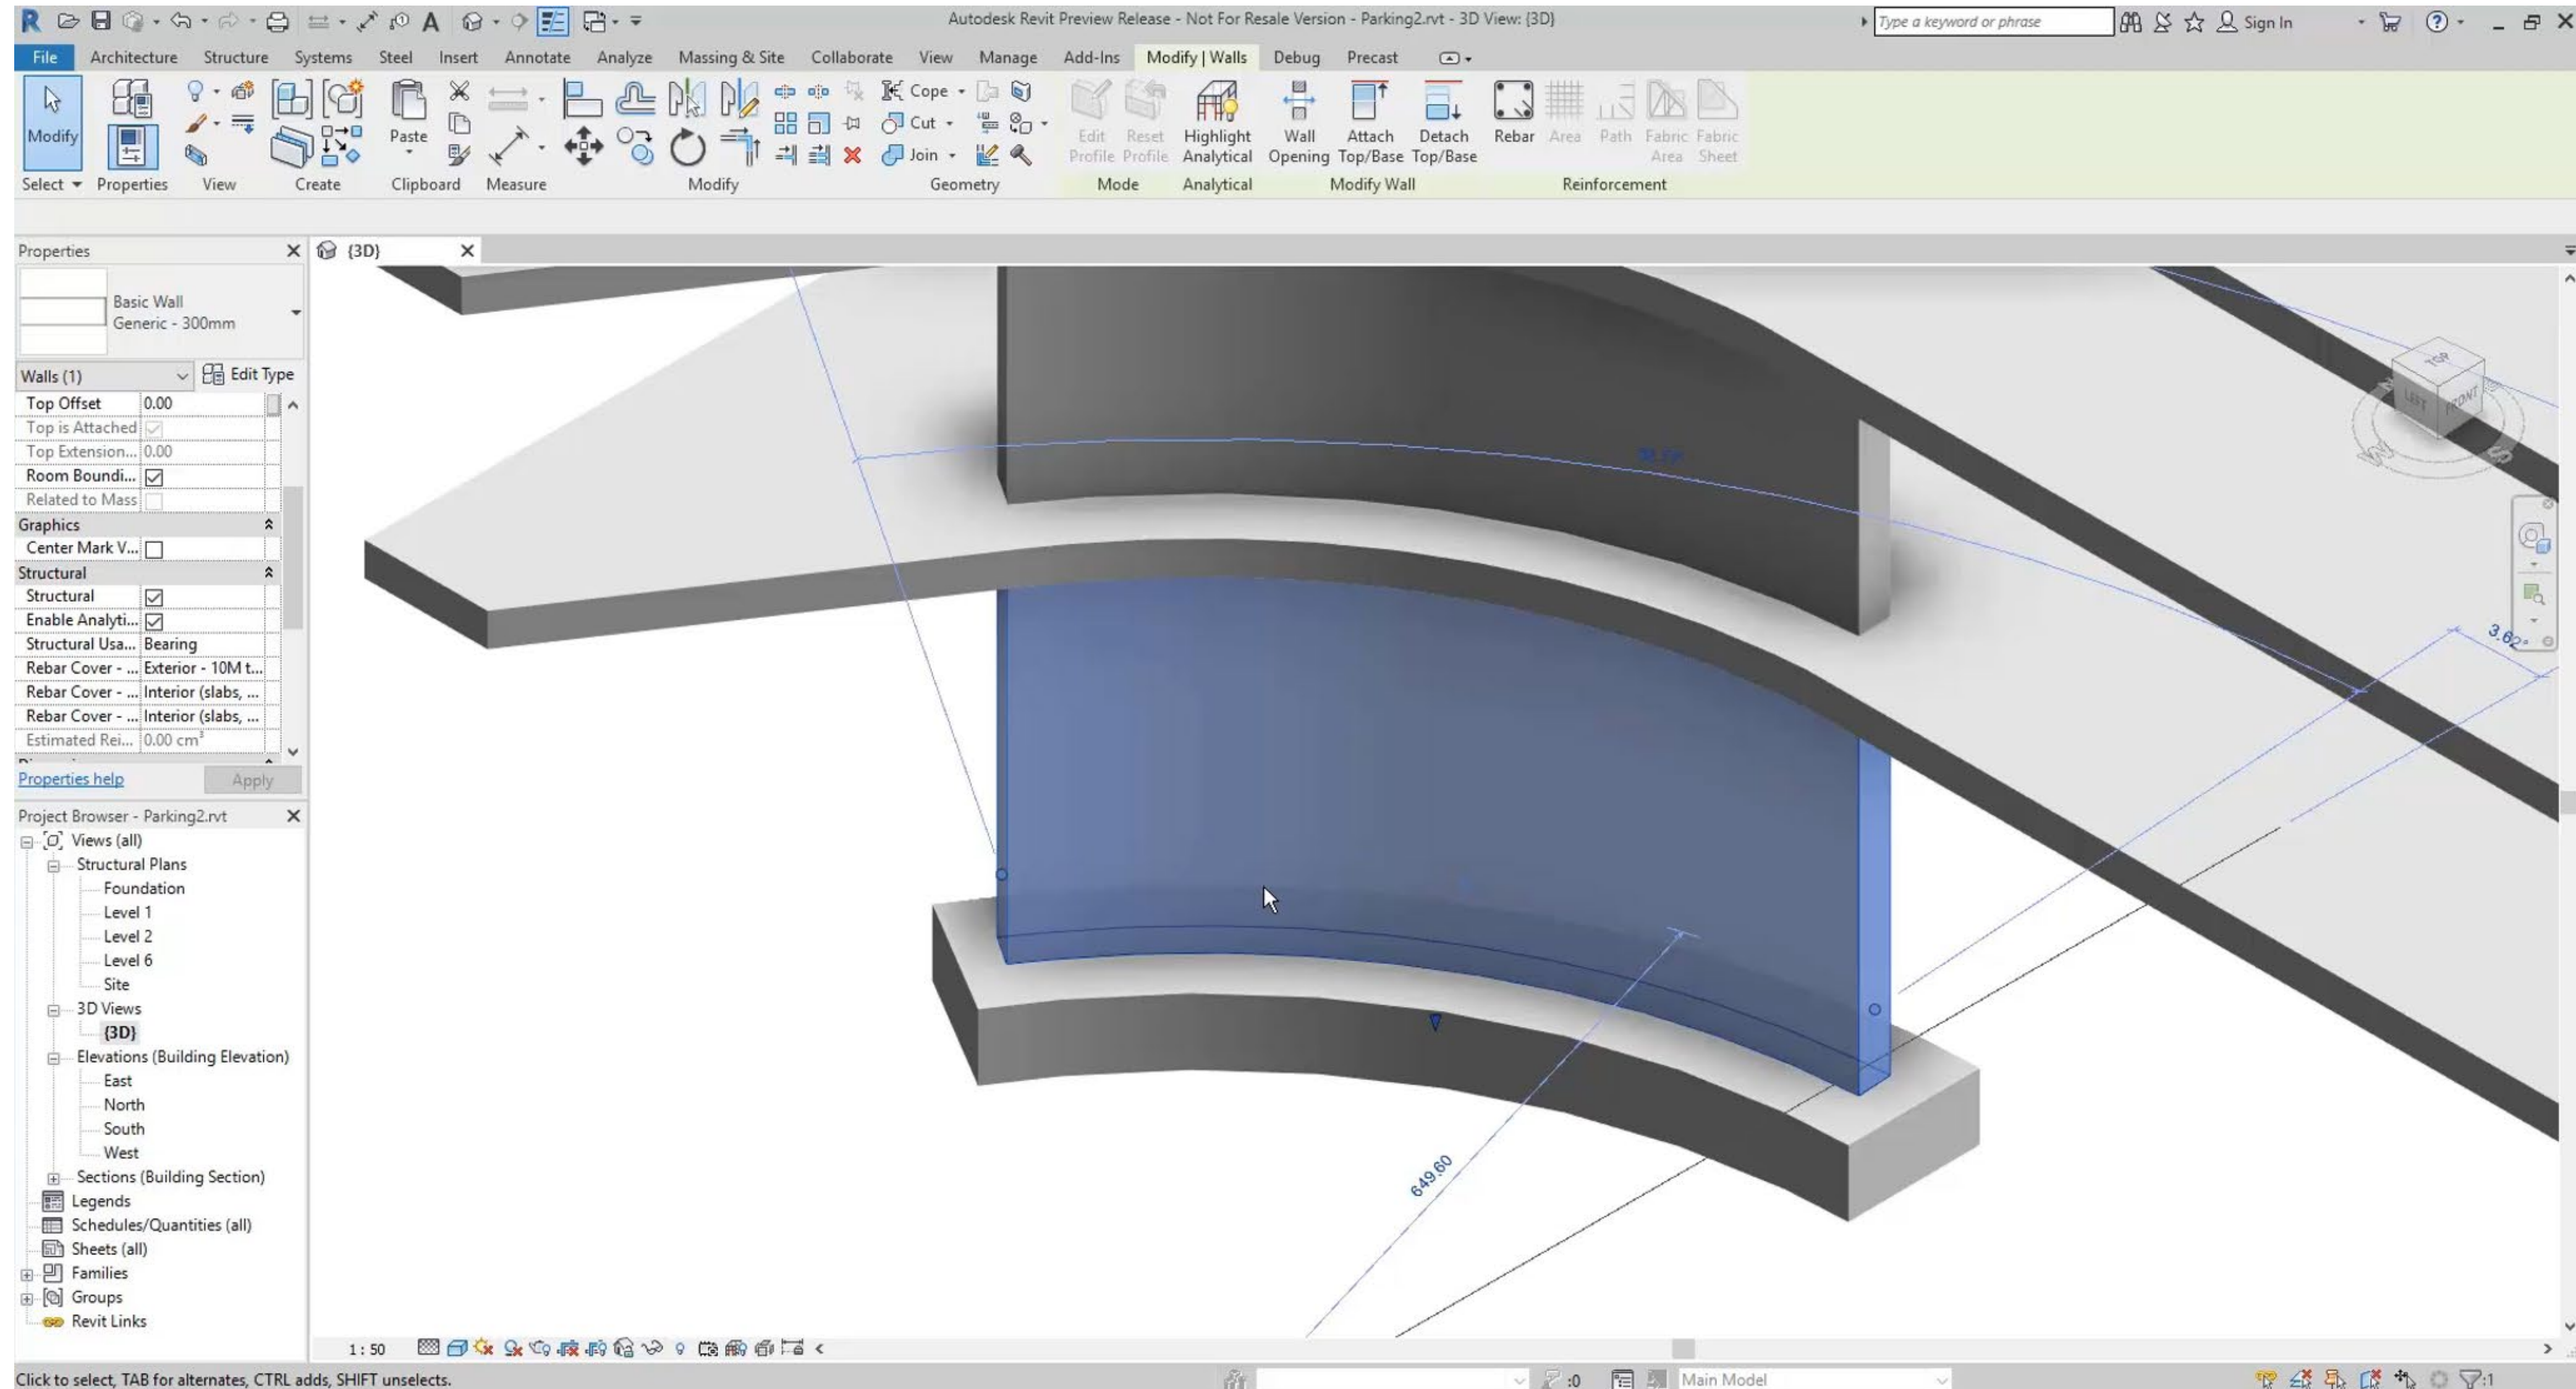 Autodesk Revit Preview Release - Not For Resale Version - Parking2.rvt - 3D View: {3D}
Type a keyword or phrase
Sign In
File Architecture Structure Systems Steel Insert Annotate Analyze Massing & Site Collaborate View Manage Add-Ins Modify | Walls Debug Precast
Modify
Paste
Cope
Cut
Join
Edit Profile
Reset Profile
Highlight Analytical
Wall Opening
Attach Top/Base
Detach Top/Base
Rebar
Area
Path
Fabric Area
Fabric Sheet
Select Properties View Create Clipboard Measure Modify Geometry Mode Analytical Modify Wall Reinforcement
Properties
{3D}
Basic Wall
Generic - 300mm
Walls (1) Edit Type
Top Offset 0.00
Top is Attached
Top Extension... 0.00
Room Boundi...
Related to Mass
Graphics
Center Mark V...
Structural
Structural
Enable Analyti...
Structural Usa... Bearing
Rebar Cover - ... Exterior - 10M t...
Rebar Cover - ... Interior (slabs, ...
Rebar Cover - ... Interior (slabs, ...
Estimated Rei... 0.00 cm³
Properties help Apply
Project Browser - Parking2.rvt
Views (all)
Structural Plans
Foundation
Level 1
Level 2
Level 6
Site
3D Views
{3D}
Elevations (Building Elevation)
East
North
South
West
Sections (Building Section)
Legends
Schedules/Quantities (all)
Sheets (all)
Families
Groups
Revit Links
TOP
LEFT
FRONT
W
S
3.62°
649.60
1 : 50
Click to select, TAB for alternates, CTRL adds, SHIFT unselects.
:0
Main Model
:1